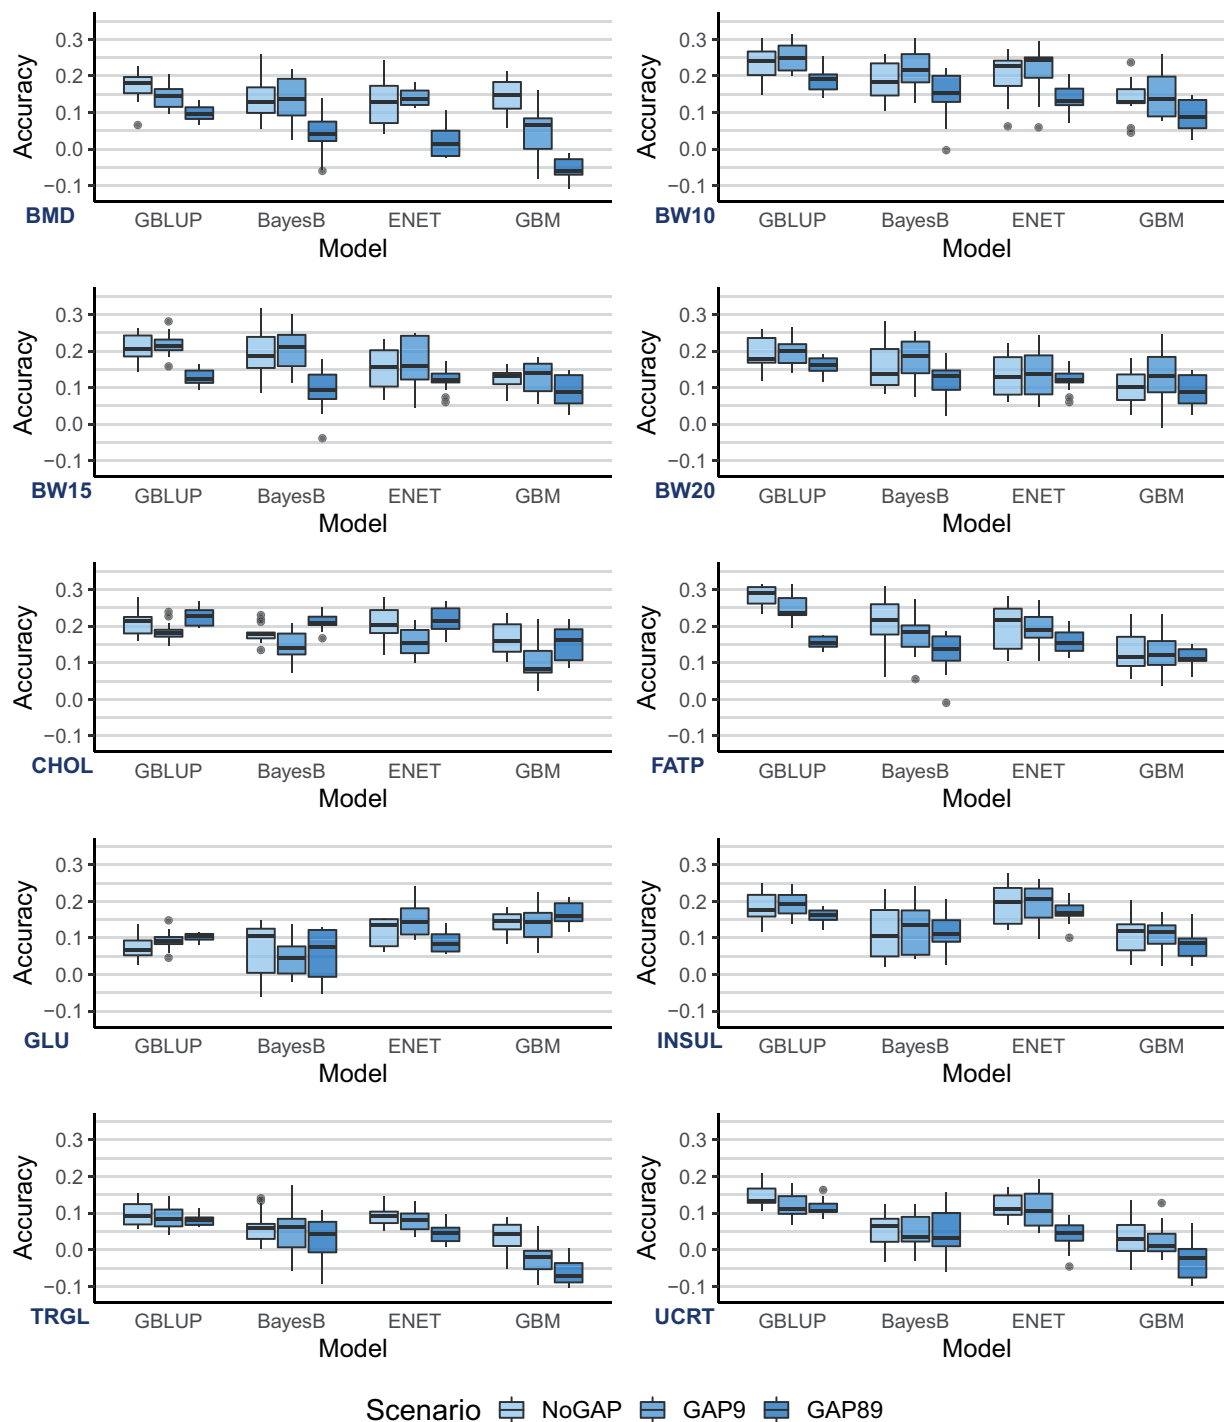 0.3
0.2
0.1
0.0
−0.1
Accuracy
BMD
GBLUP BayesB ENET GBM
Model
0.3
0.2
0.1
0.0
−0.1
Accuracy
BW10
GBLUP BayesB ENET GBM
Model
0.3
0.2
0.1
0.0
−0.1
Accuracy
BW15
GBLUP BayesB ENET GBM
Model
0.3
0.2
0.1
0.0
−0.1
Accuracy
BW20
GBLUP BayesB ENET GBM
Model
0.3
0.2
0.1
0.0
−0.1
Accuracy
CHOL
GBLUP BayesB ENET GBM
Model
0.3
0.2
0.1
0.0
−0.1
Accuracy
FATP
GBLUP BayesB ENET GBM
Model
0.3
0.2
0.1
0.0
−0.1
Accuracy
GLU
GBLUP BayesB ENET GBM
Model
0.3
0.2
0.1
0.0
−0.1
Accuracy
INSUL
GBLUP BayesB ENET GBM
Model
0.3
0.2
0.1
0.0
−0.1
Accuracy
TRGL
GBLUP BayesB ENET GBM
Model
0.3
0.2
0.1
0.0
−0.1
Accuracy
UCRT
GBLUP BayesB ENET GBM
Model
Scenario NoGAP GAP9 GAP89